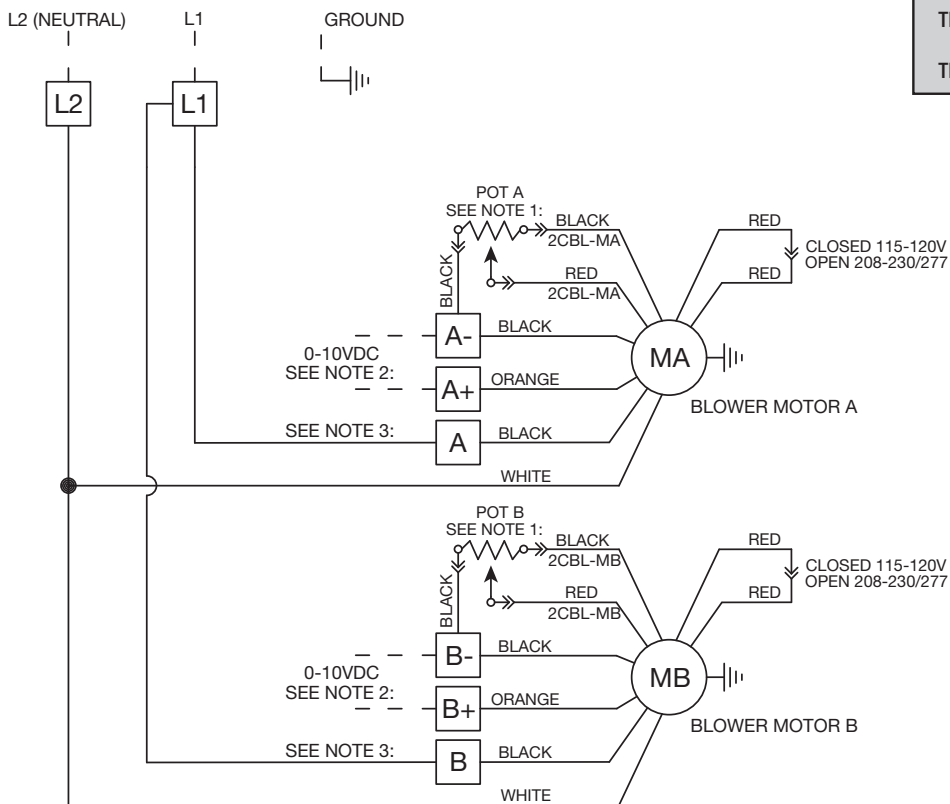 L2 (NEUTRAL)
L1
GROUND
L2
L1
POT A
SEE NOTE 1:
BLACK
2CBL-MA
RED
2CBL-MA
BLACK
A-
BLACK
0-10VDC
SEE NOTE 2:
A+
ORANGE
SEE NOTE 3:
A
BLACK
WHITE
RED
RED
CLOSED 115-120V
OPEN 208-230/277
MA
BLOWER MOTOR A
POT B
SEE NOTE 1:
BLACK
2CBL-MB
RED
2CBL-MB
BLACK
B-
BLACK
0-10VDC
SEE NOTE 2:
B+
ORANGE
SEE NOTE 3:
B
BLACK
WHITE
RED
RED
CLOSED 115-120V
OPEN 208-230/277
MB
BLOWER MOTOR B